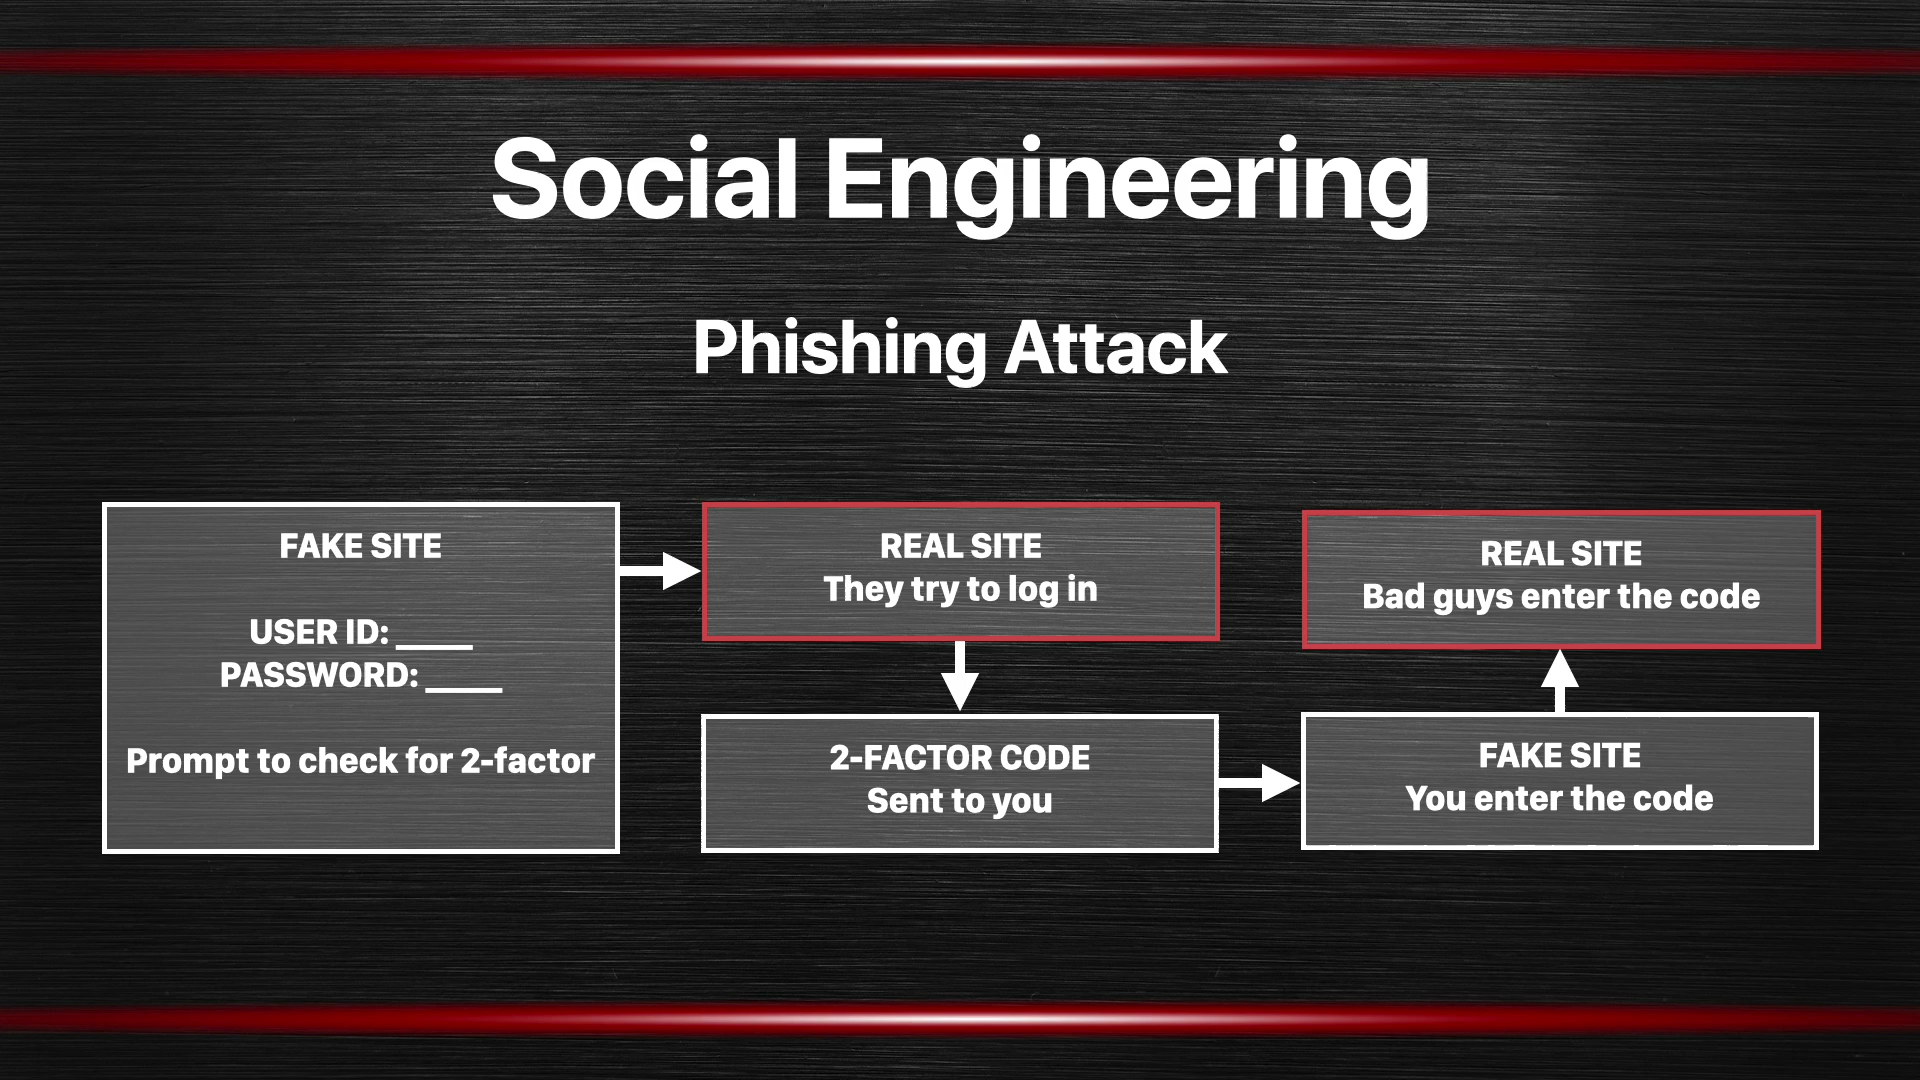 Social Engineering
Phishing Attack
FAKE SITE
USER ID: _____
PASSWORD: _____
Prompt to check for 2-factor
REAL SITE
They try to log in
2-FACTOR CODE
Sent to you
FAKE SITE
You enter the code
REAL SITE
Bad guys enter the code